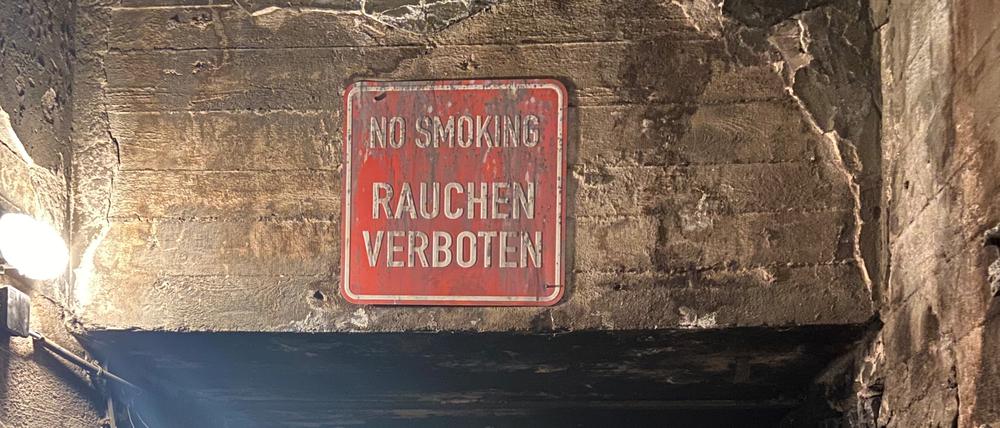 NO SMOKING
RAUCHEN
VERBOTEN